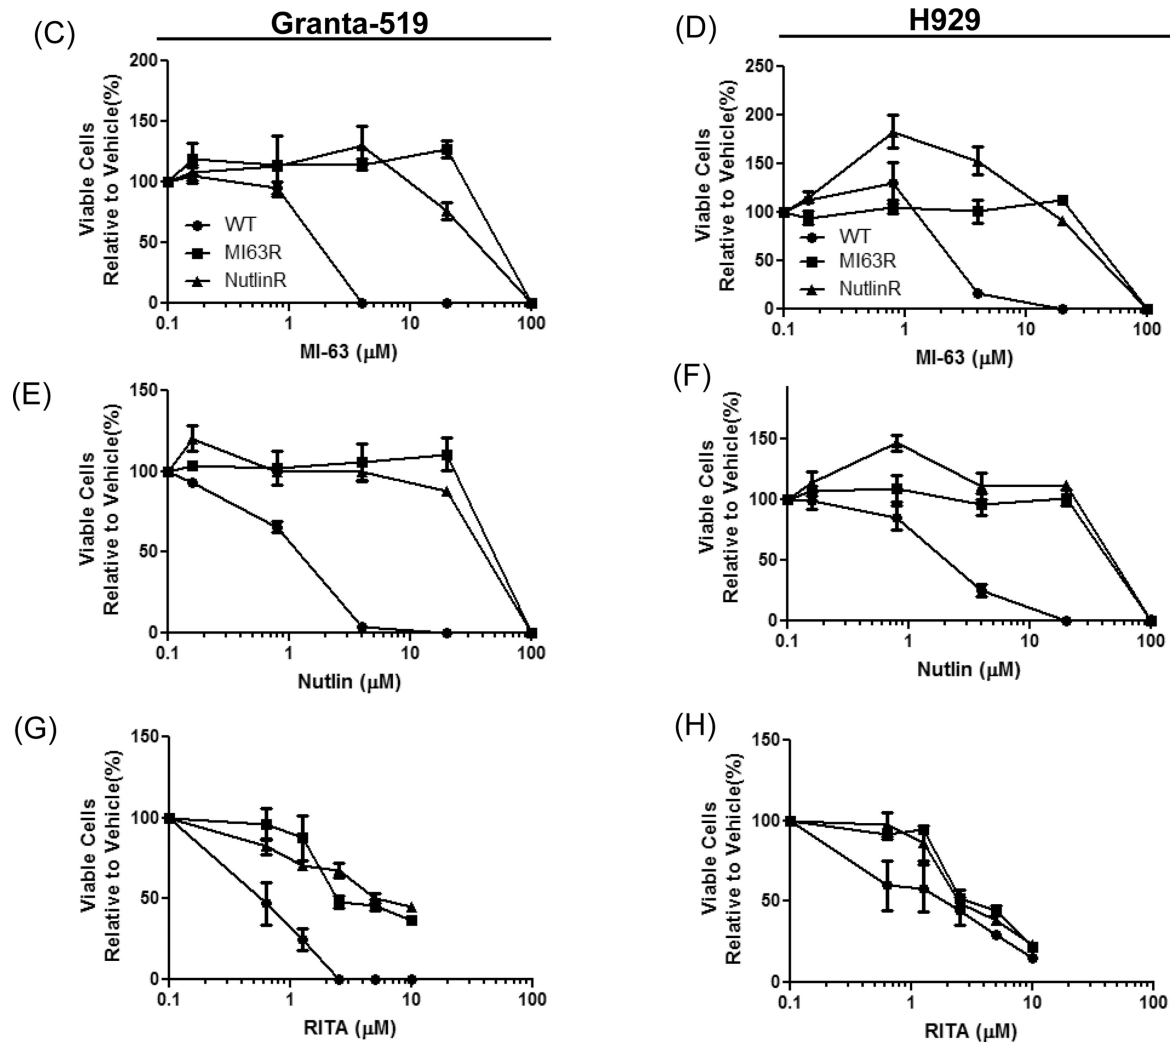 Granta-519
H929
(C)
200
150
100
50
0
Viable Cells
Relative to Vehicle(%)
WT
MI63R
NutlinR
0.1 1 10 100
MI-63 (μM)
(D)
250
200
150
100
50
0
Viable Cells
Relative to Vehicle(%)
WT
MI63R
NutlinR
0.1 1 10 100
MI-63 (μM)
(E)
150
100
50
0
Viable Cells
Relative to Vehicle(%)
0.1 1 10 100
Nutlin (μM)
(F)
150
100
50
0
Viable Cells
Relative to Vehicle(%)
0.1 1 10 100
Nutlin (μM)
(G)
150
100
50
0
Viable Cells
Relative to Vehicle(%)
0.1 1 10 100
RITA (μM)
(H)
150
100
50
0
Viable Cells
Relative to Vehicle(%)
0.1 1 10 100
RITA (μM)